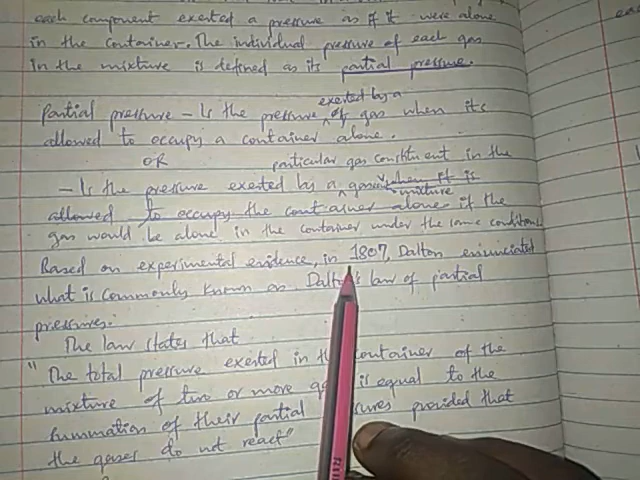 each component exerted a pressure as if it were alone
in the container. The individual pressure of each gas
in the mixture is defined as its partial pressure.
Partial pressure - Is the pressure exerted by a of gas when its
allowed to occupy a container alone.
OR particular gas constituent in the
- Is the pressure exerted by a gas when it is mixture
allowed to occupy the container alone if the
gas would be alone in the container under the same conditions
Based on experimental evidence, in 1807, Dalton enunciated
what is commonly known as Dalton's law of partial
pressures.
The law states that
"The total pressure exerted in the container of the
mixture of two or more is equal to the
summation of their partial provided that
the gases do not react"